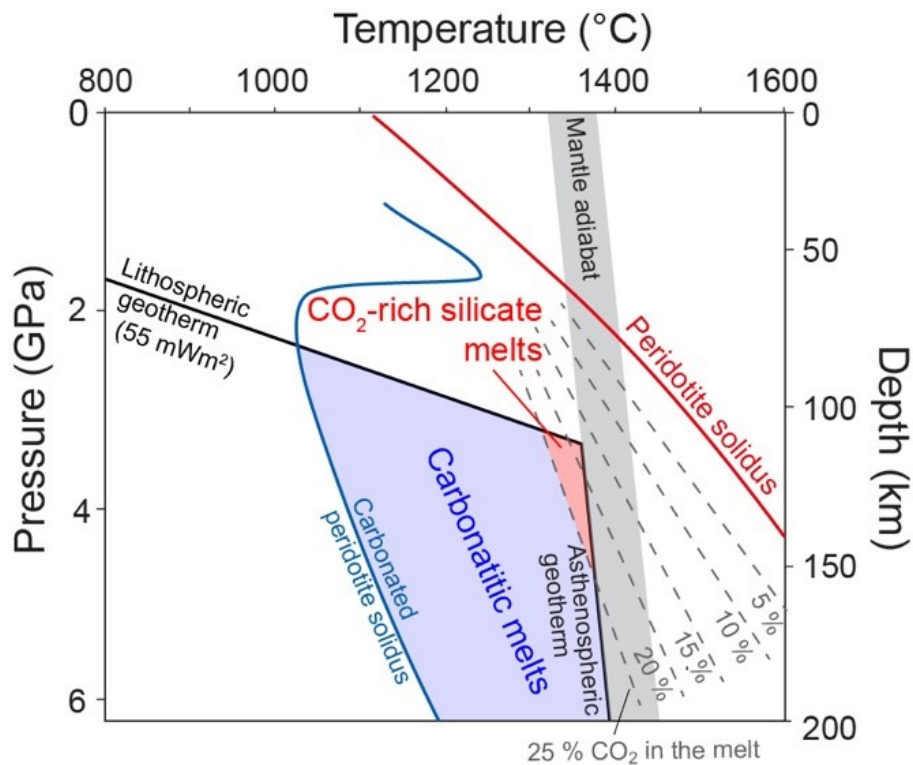 Temperature (°C)
800 1000 1200 1400 1600
0 0
Mantle adiabat
50
Lithospheric
geotherm
(55 mWm²)
2
CO₂-rich silicate
melts
Peridotite solidus
Pressure (GPa)
Depth (km)
100
Carbonatitic melts
4
Carbonated
peridotite solidus
Asthenospheric
geotherm
150
5 %
10 %
15 %
20 %
6
200
25 % CO₂ in the melt